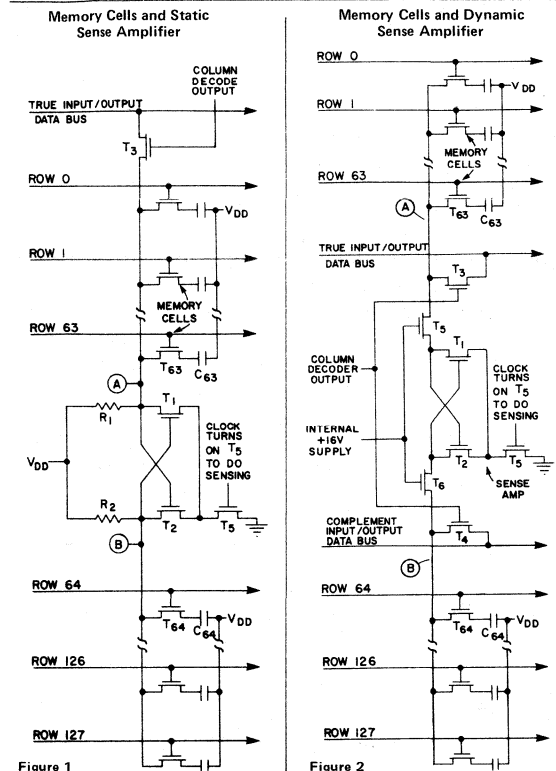 Memory Cells and Static
Sense Amplifier
COLUMN
DECODE
OUTPUT
TRUE INPUT/OUTPUT
DATA BUS
T3
ROW 0
VDD
ROW 1
MEMORY
CELLS
ROW 63
T63
C63
A
R1
T1
CLOCK
TURNS
ON T5
TO DO
SENSING
VDD
R2
T2
T5
B
ROW 64
T64
C64
VDD
ROW 126
ROW 127
Figure 1
Memory Cells and Dynamic
Sense Amplifier
ROW 0
VDD
ROW 1
MEMORY
CELLS
ROW 63
A
T63
C63
TRUE INPUT/OUTPUT
DATA BUS
T3
T5
T1
COLUMN
DECODER
OUTPUT
CLOCK
TURNS
ON T5
TO DO
SENSING
INTERNAL
+16V
SUPPLY
T2
T5
T6
SENSE
AMP
COMPLEMENT
INPUT/OUTPUT
DATA BUS
T4
B
ROW 64
T64
C64
VDD
ROW 126
ROW 127
Figure 2